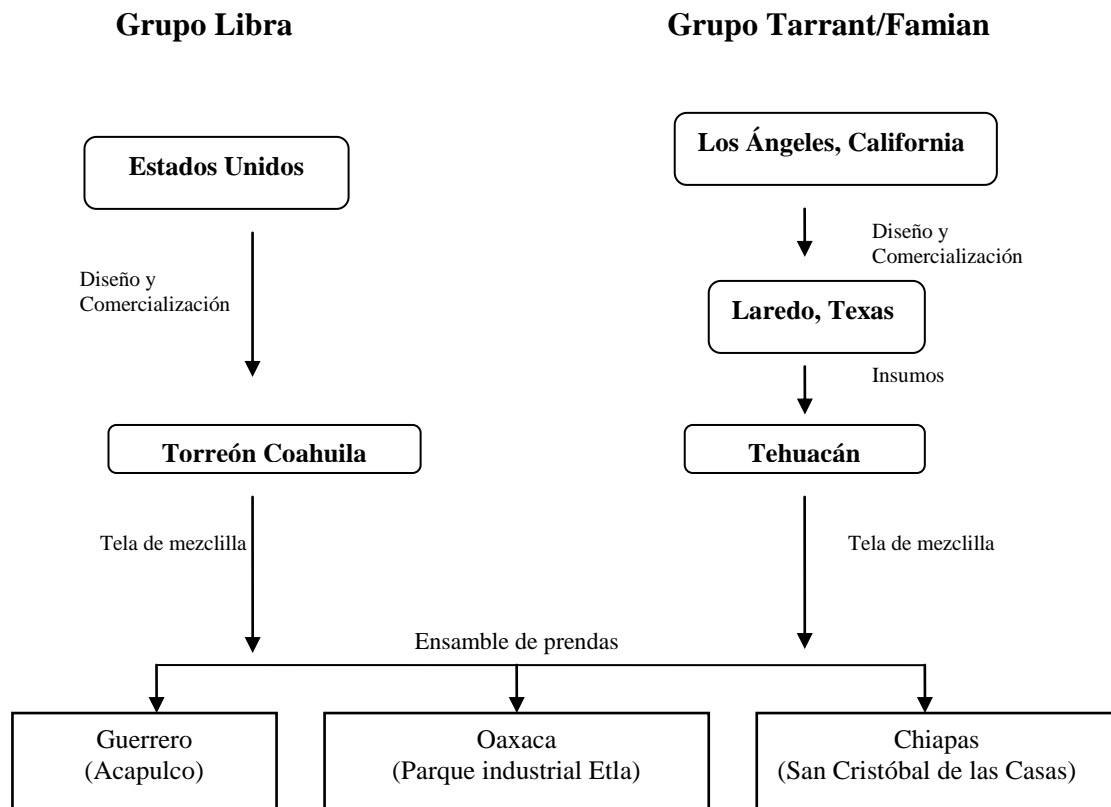 Grupo Libra
Grupo Tarrant/Famian
Estados Unidos
Los Ángeles, California
Diseño y
Comercialización
Diseño y
Comercialización
Laredo, Texas
Insumos
Torreón Coahuila
Tehuacán
Tela de mezclilla
Tela de mezclilla
Ensamble de prendas
Guerrero
(Acapulco)
Oaxaca
(Parque industrial Etla)
Chiapas
(San Cristóbal de las Casas)